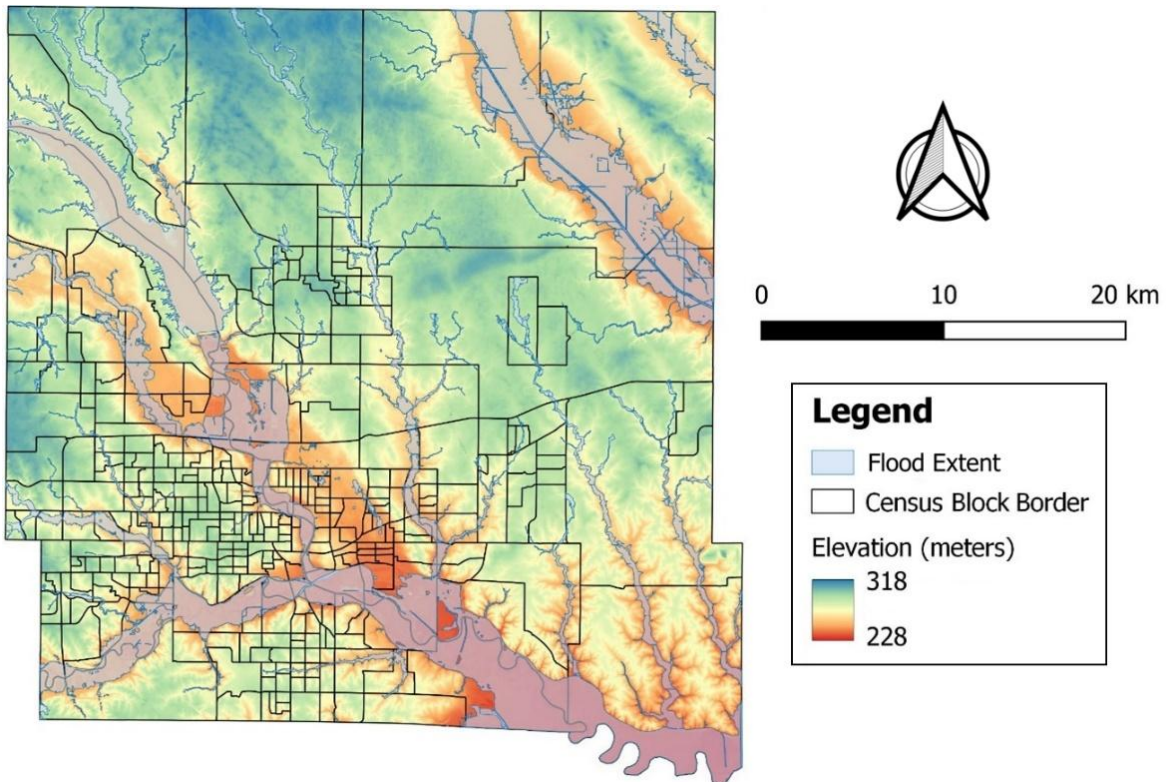 0 10 20 km
Legend
Flood Extent
Census Block Border
Elevation (meters)
318
228